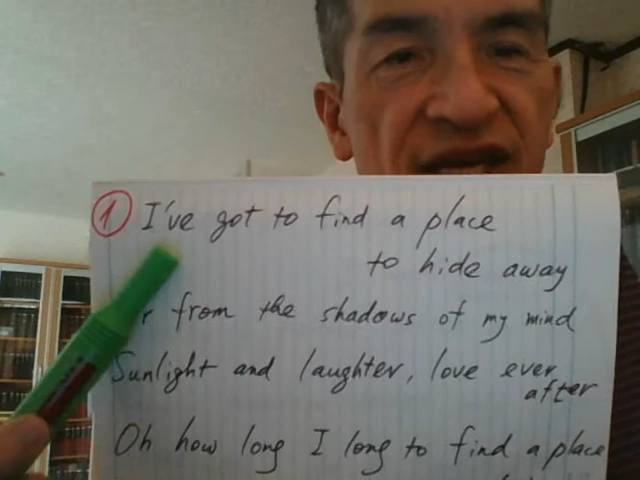 1 I've got to find a place
to hide away
r from the shadows of my mind
Sunlight and laughter, love ever
after
Oh how long I long to find a place